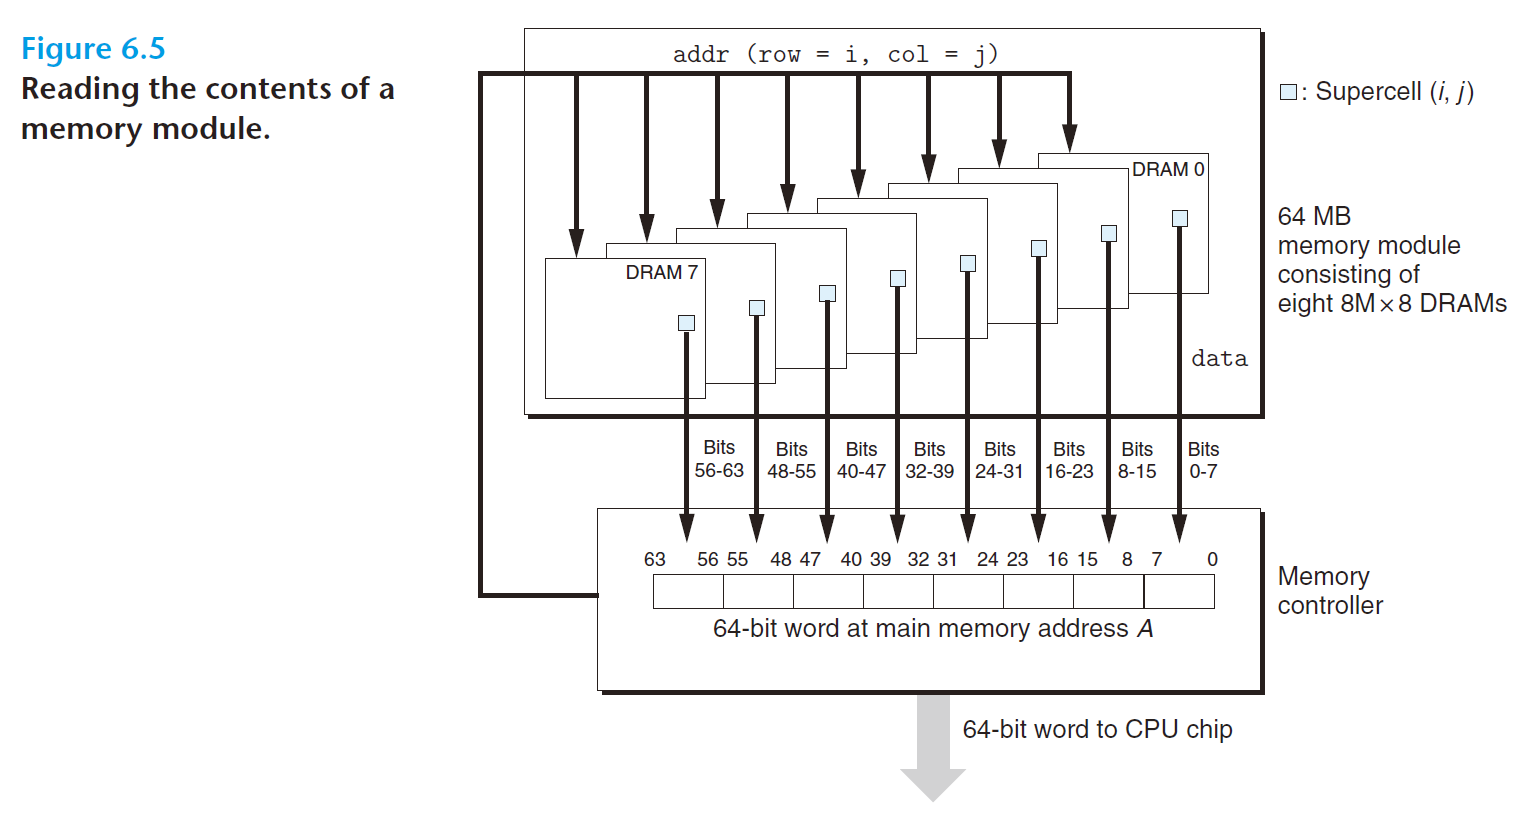 Figure 6.5
Reading the contents of a
memory module.
addr (row = i, col = j)
: Supercell (i, j)
DRAM 0
DRAM 7
64 MB
memory module
consisting of
eight 8M×8 DRAMs
data
Bits
56-63
Bits
48-55
Bits
40-47
Bits
32-39
Bits
24-31
Bits
16-23
Bits
8-15
Bits
0-7
63 56 55 48 47 40 39 32 31 24 23 16 15 8 7 0
64-bit word at main memory address A
Memory
controller
64-bit word to CPU chip